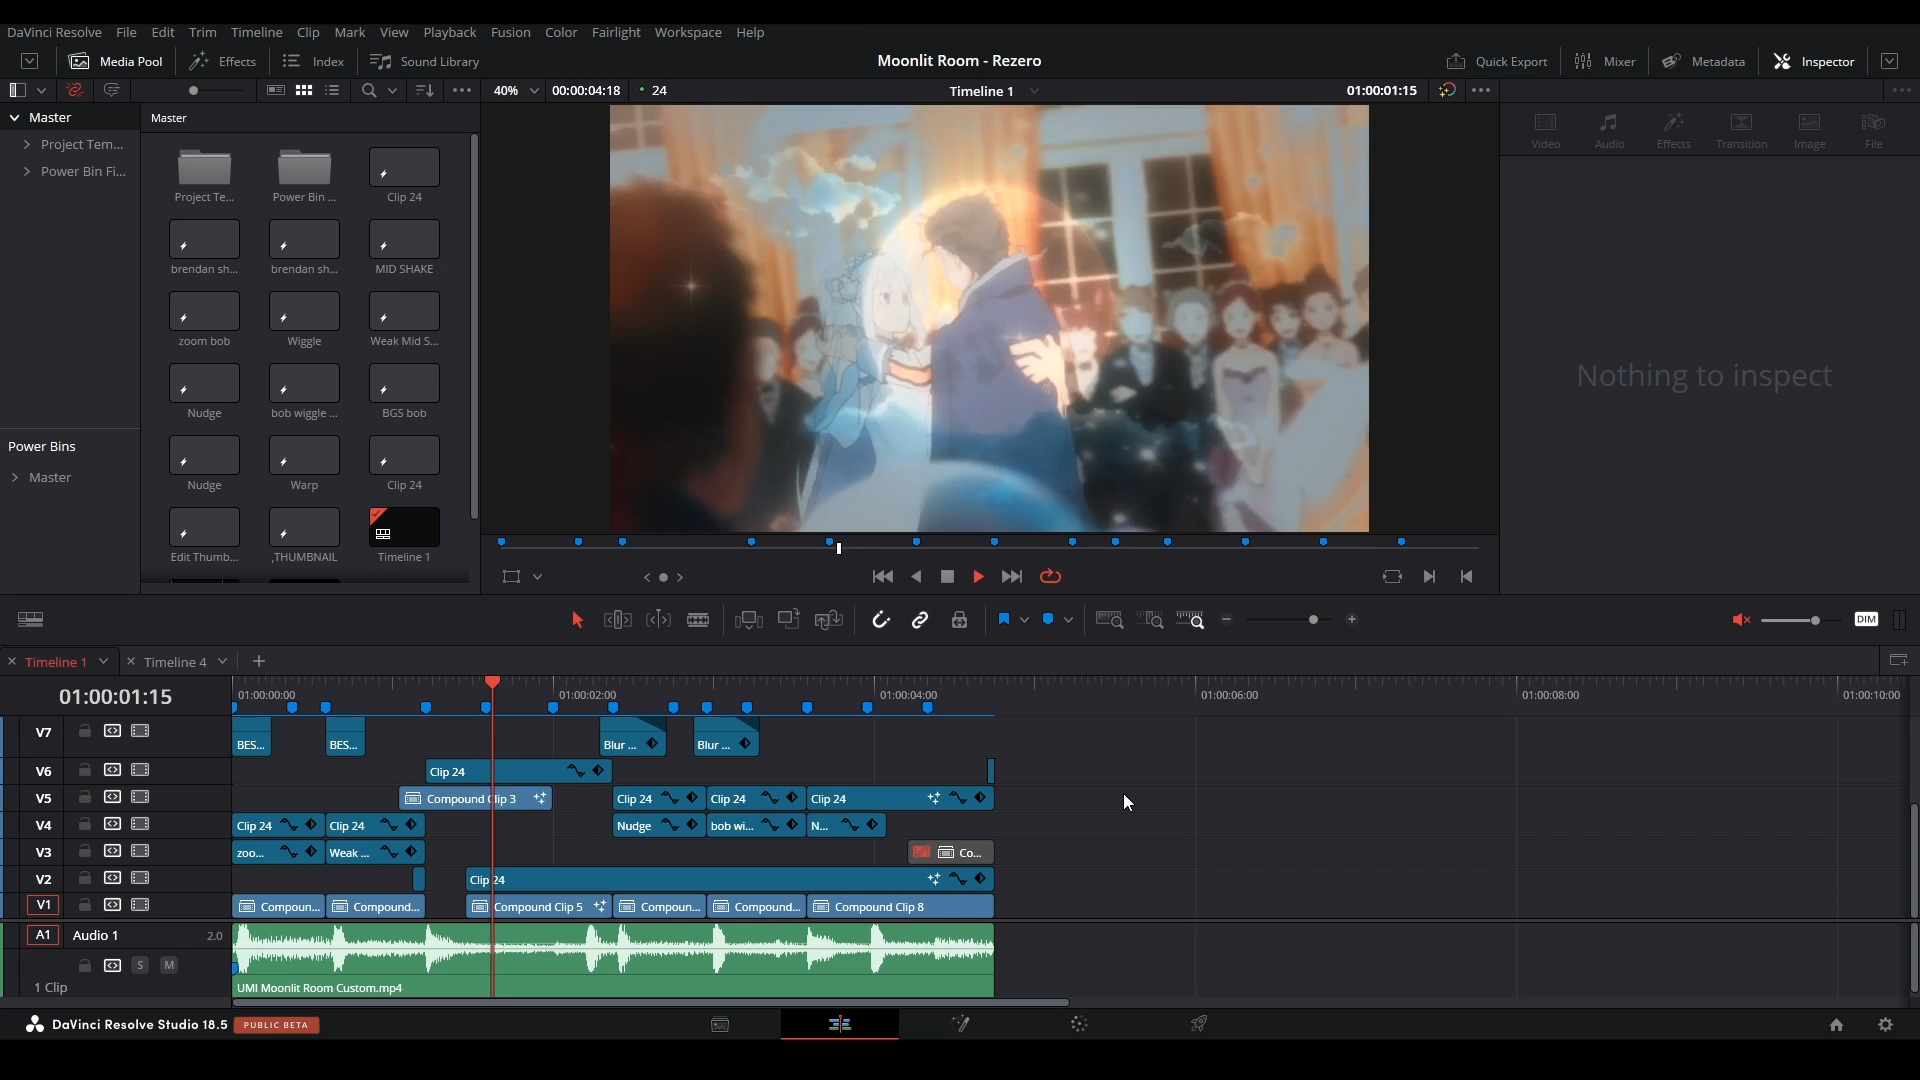 DaVinci Resolve File Edit Trim Timeline Clip Mark View Playback Fusion Color Fairlight Workspace Help
Media Pool Effects Index Sound Library Moonlit Room - Rezero Quick Export Mixer Metadata Inspector
40% 00:00:04:18 24 Timeline 1 01:00:01:15
Master
Project Tem...
Power Bin Fi...
Power Bins
Master
Master
Project Te... Power Bin ... Clip 24
brendan sh... brendan sh... MID SHAKE
zoom bob Wiggle Weak Mid S...
Nudge bob wiggle ... BGS bob
Nudge Warp Clip 24
Edit Thumb... ,THUMBNAIL Timeline 1
Video Audio Effects Transition Image File
Nothing to inspect
DIM
Timeline 1 Timeline 4
01:00:01:15 01:00:00:00 01:00:02:00 01:00:04:00 01:00:06:00 01:00:08:00 01:00:10:00
V7 BES... BES... Blur ... Blur ...
V6 Clip 24
V5 Compound Clip 3 Clip 24 Clip 24 Clip 24
V4 Clip 24 Clip 24 Nudge bob wi... N...
V3 zoo... Weak ... Co...
V2 Clip 24
V1 Compoun... Compound... Compound Clip 5 Compoun... Compound... Compound Clip 8
A1 Audio 1 2.0
S M
1 Clip UMI Moonlit Room Custom.mp4
DaVinci Resolve Studio 18.5 PUBLIC BETA